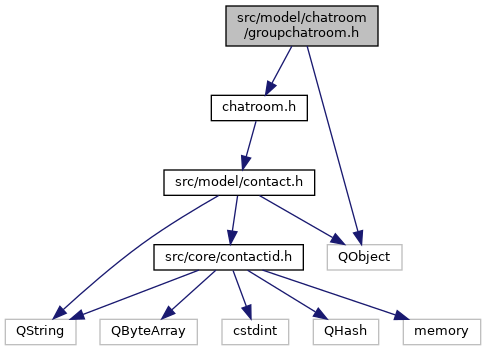 src/model/chatroom
/groupchatroom.h
chatroom.h
src/model/contact.h
src/core/contactid.h
QObject
QString
QByteArray
cstdint
QHash
memory